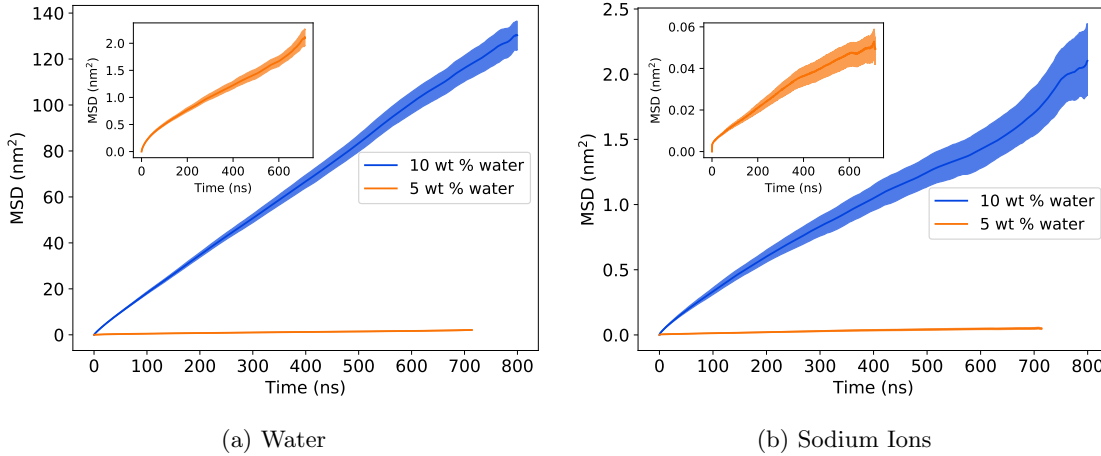 140
120
100
80
60
40
20
0
MSD (nm²)
0 100 200 300 400 500 600 700 800
Time (ns)
2.0
1.5
1.0
0.5
0.0
MSD (nm²)
0 200 400 600
Time (ns)
10 wt % water
5 wt % water
(a) Water
2.5
2.0
1.5
1.0
0.5
0.0
MSD (nm²)
0 100 200 300 400 500 600 700 800
Time (ns)
0.06
0.04
0.02
0.00
MSD (nm²)
0 200 400 600
Time (ns)
10 wt % water
5 wt % water
(b) Sodium Ions